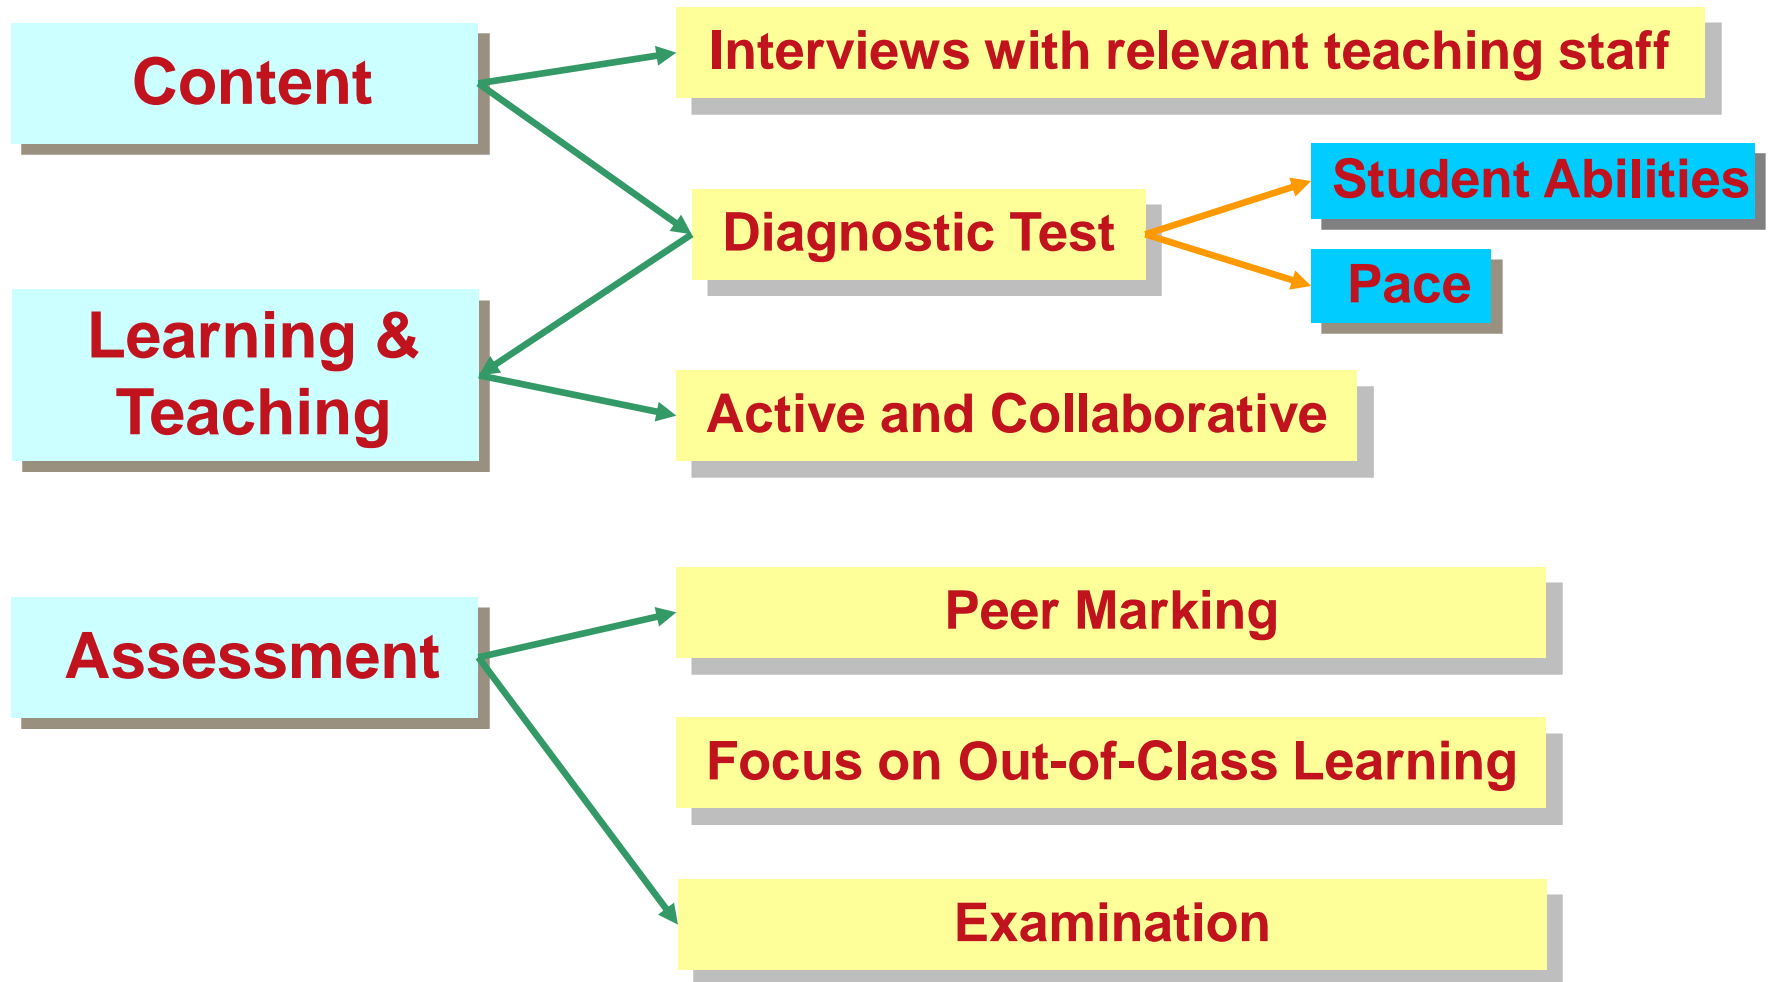 Content
Interviews with relevant teaching staff
Diagnostic Test
Student Abilities
Pace
Learning &
Teaching
Active and Collaborative
Assessment
Peer Marking
Focus on Out-of-Class Learning
Examination